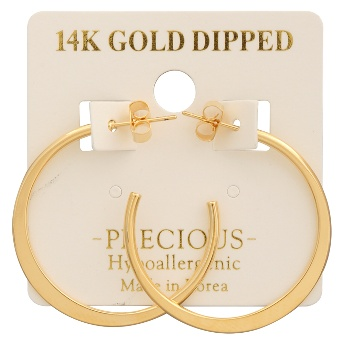 14K GOLD DIPPED
-PRECIOUS-
Hypoallergenic
Made in Korea